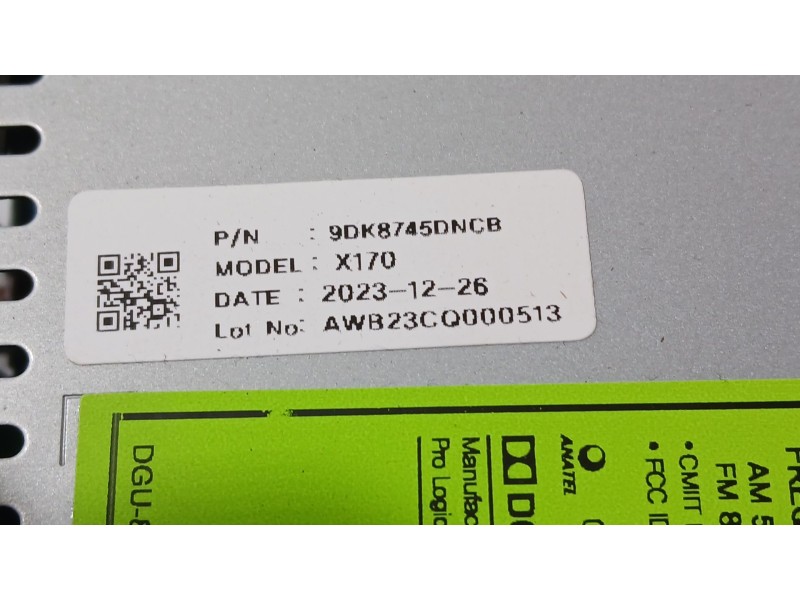 P/N : 9DK8745DNCB
MODEL : X170
DATE : 2023-12-26
Lot No: AWB23CQ000513
DGU-
Manufac
Pro Logic
ANATEL
• CMIIT
• FCC ID
AM 5
FM 8